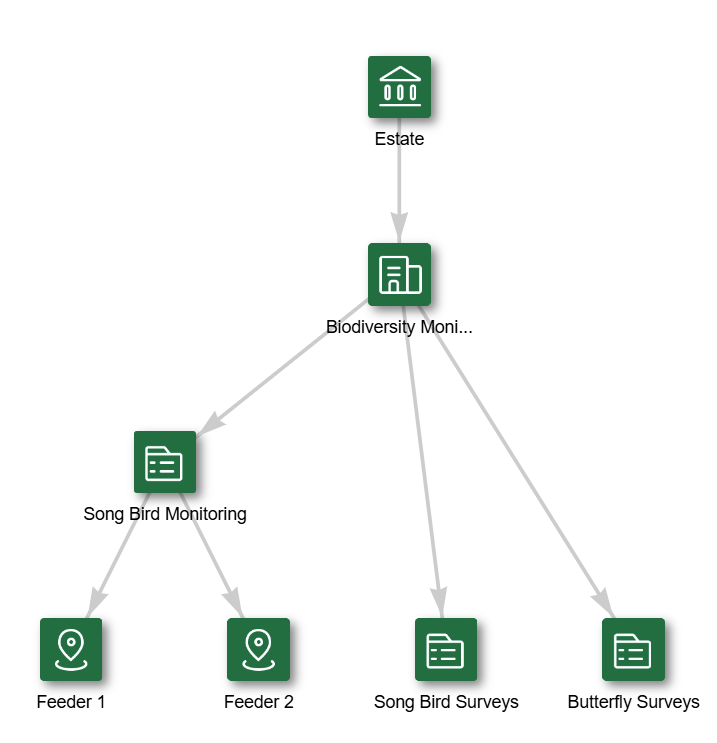 Estate
Biodiversity Moni...
Song Bird Monitoring
Feeder 1
Feeder 2
Song Bird Surveys
Butterfly Surveys